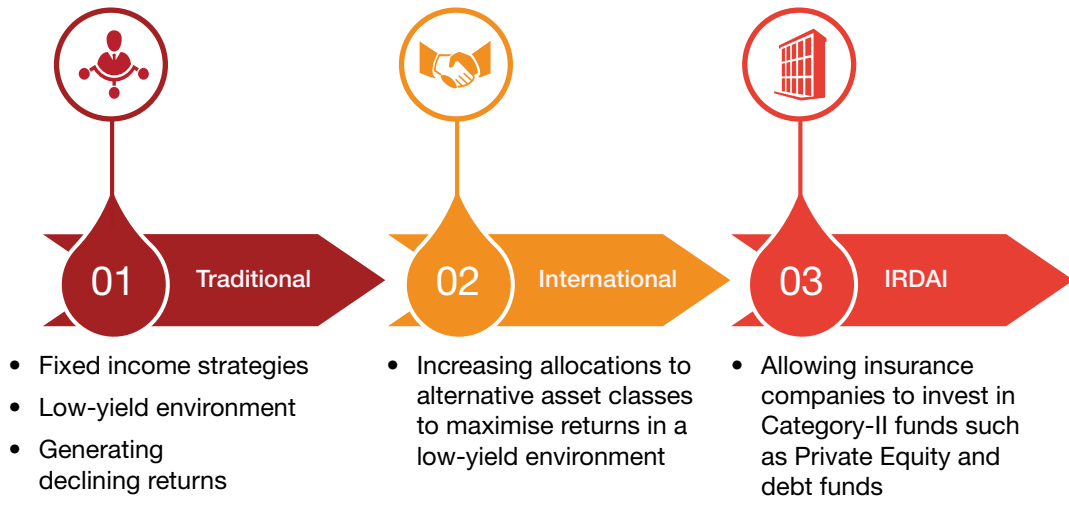 01 Traditional
• Fixed income strategies
• Low-yield environment
• Generating
declining returns
02 International
• Increasing allocations to
alternative asset classes
to maximise returns in a
low-yield environment
03 IRDAI
• Allowing insurance
companies to invest in
Category-II funds such
as Private Equity and
debt funds